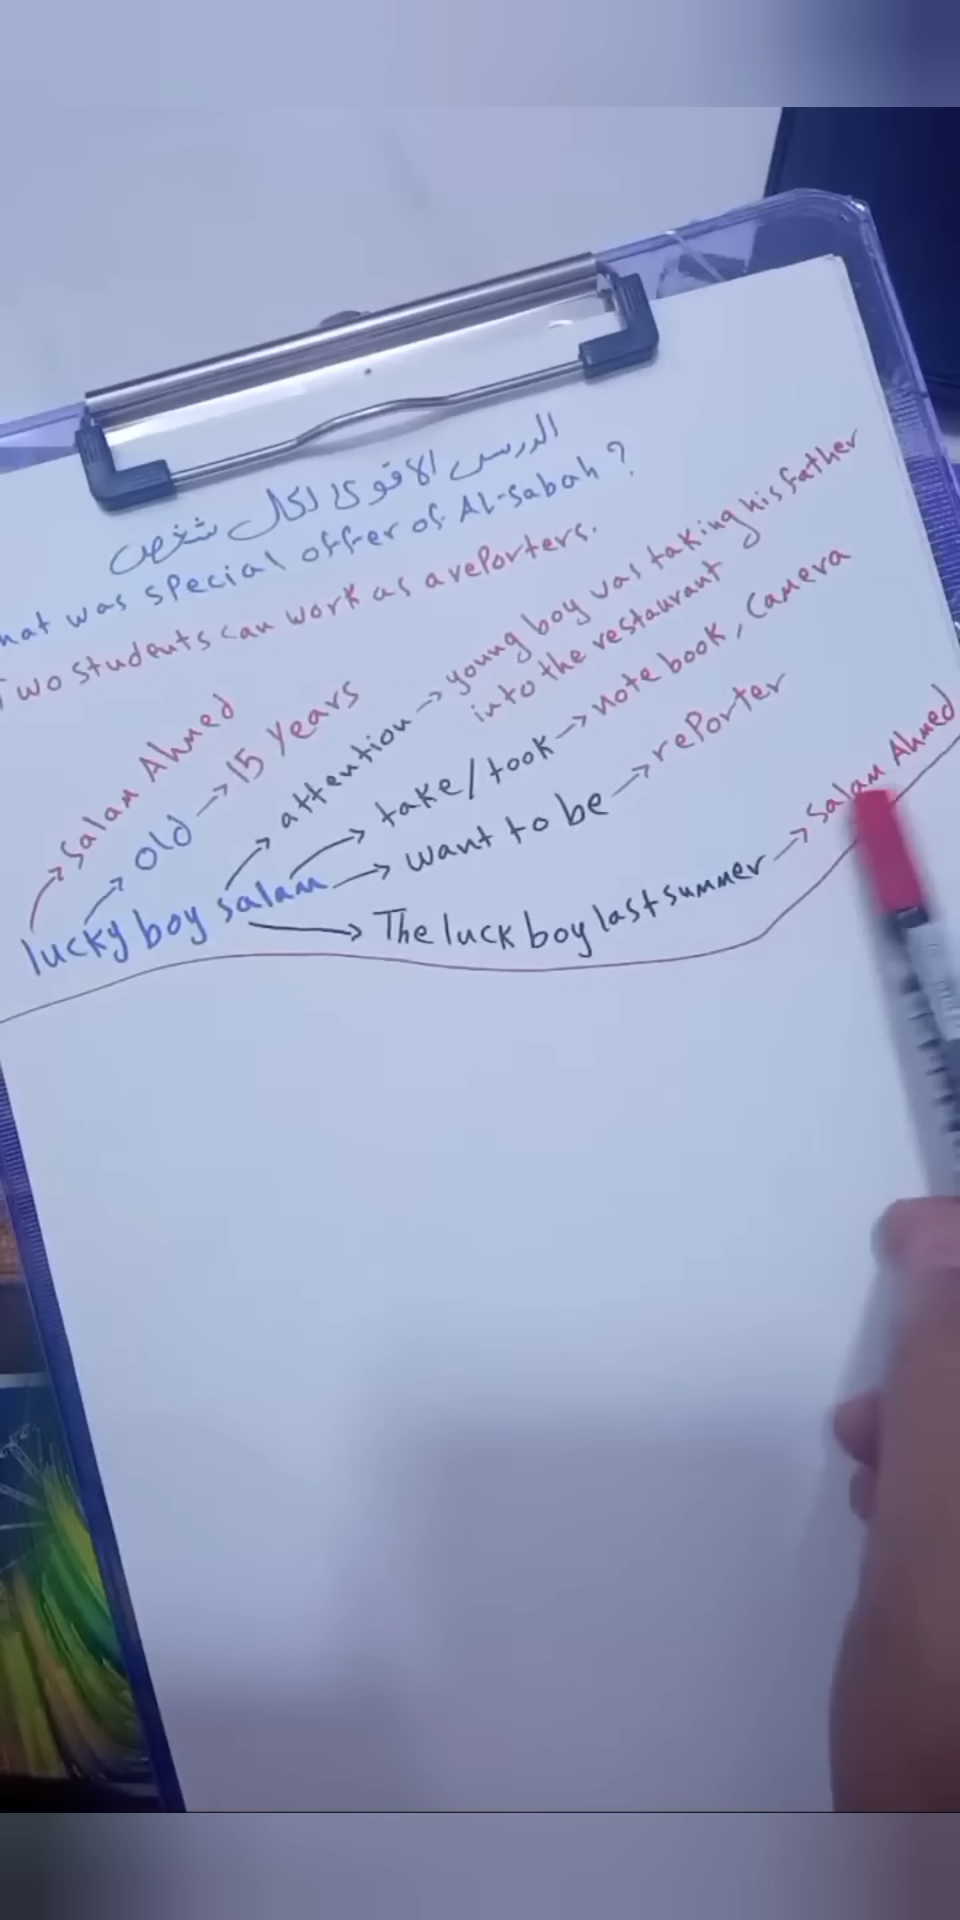 الدرس الاقوى لكل شخص
hat was special offer of AL-Sabah ?
Two students can work as a reporters.
→ Salam Ahmed
→ old → 15 years
→ attention → young boy was taking his father
into the restaurant
→ take/took → note book, camera
→ want to be → reporter
lucky boy salam
→ The luck boy last summer → Salam Ahmed